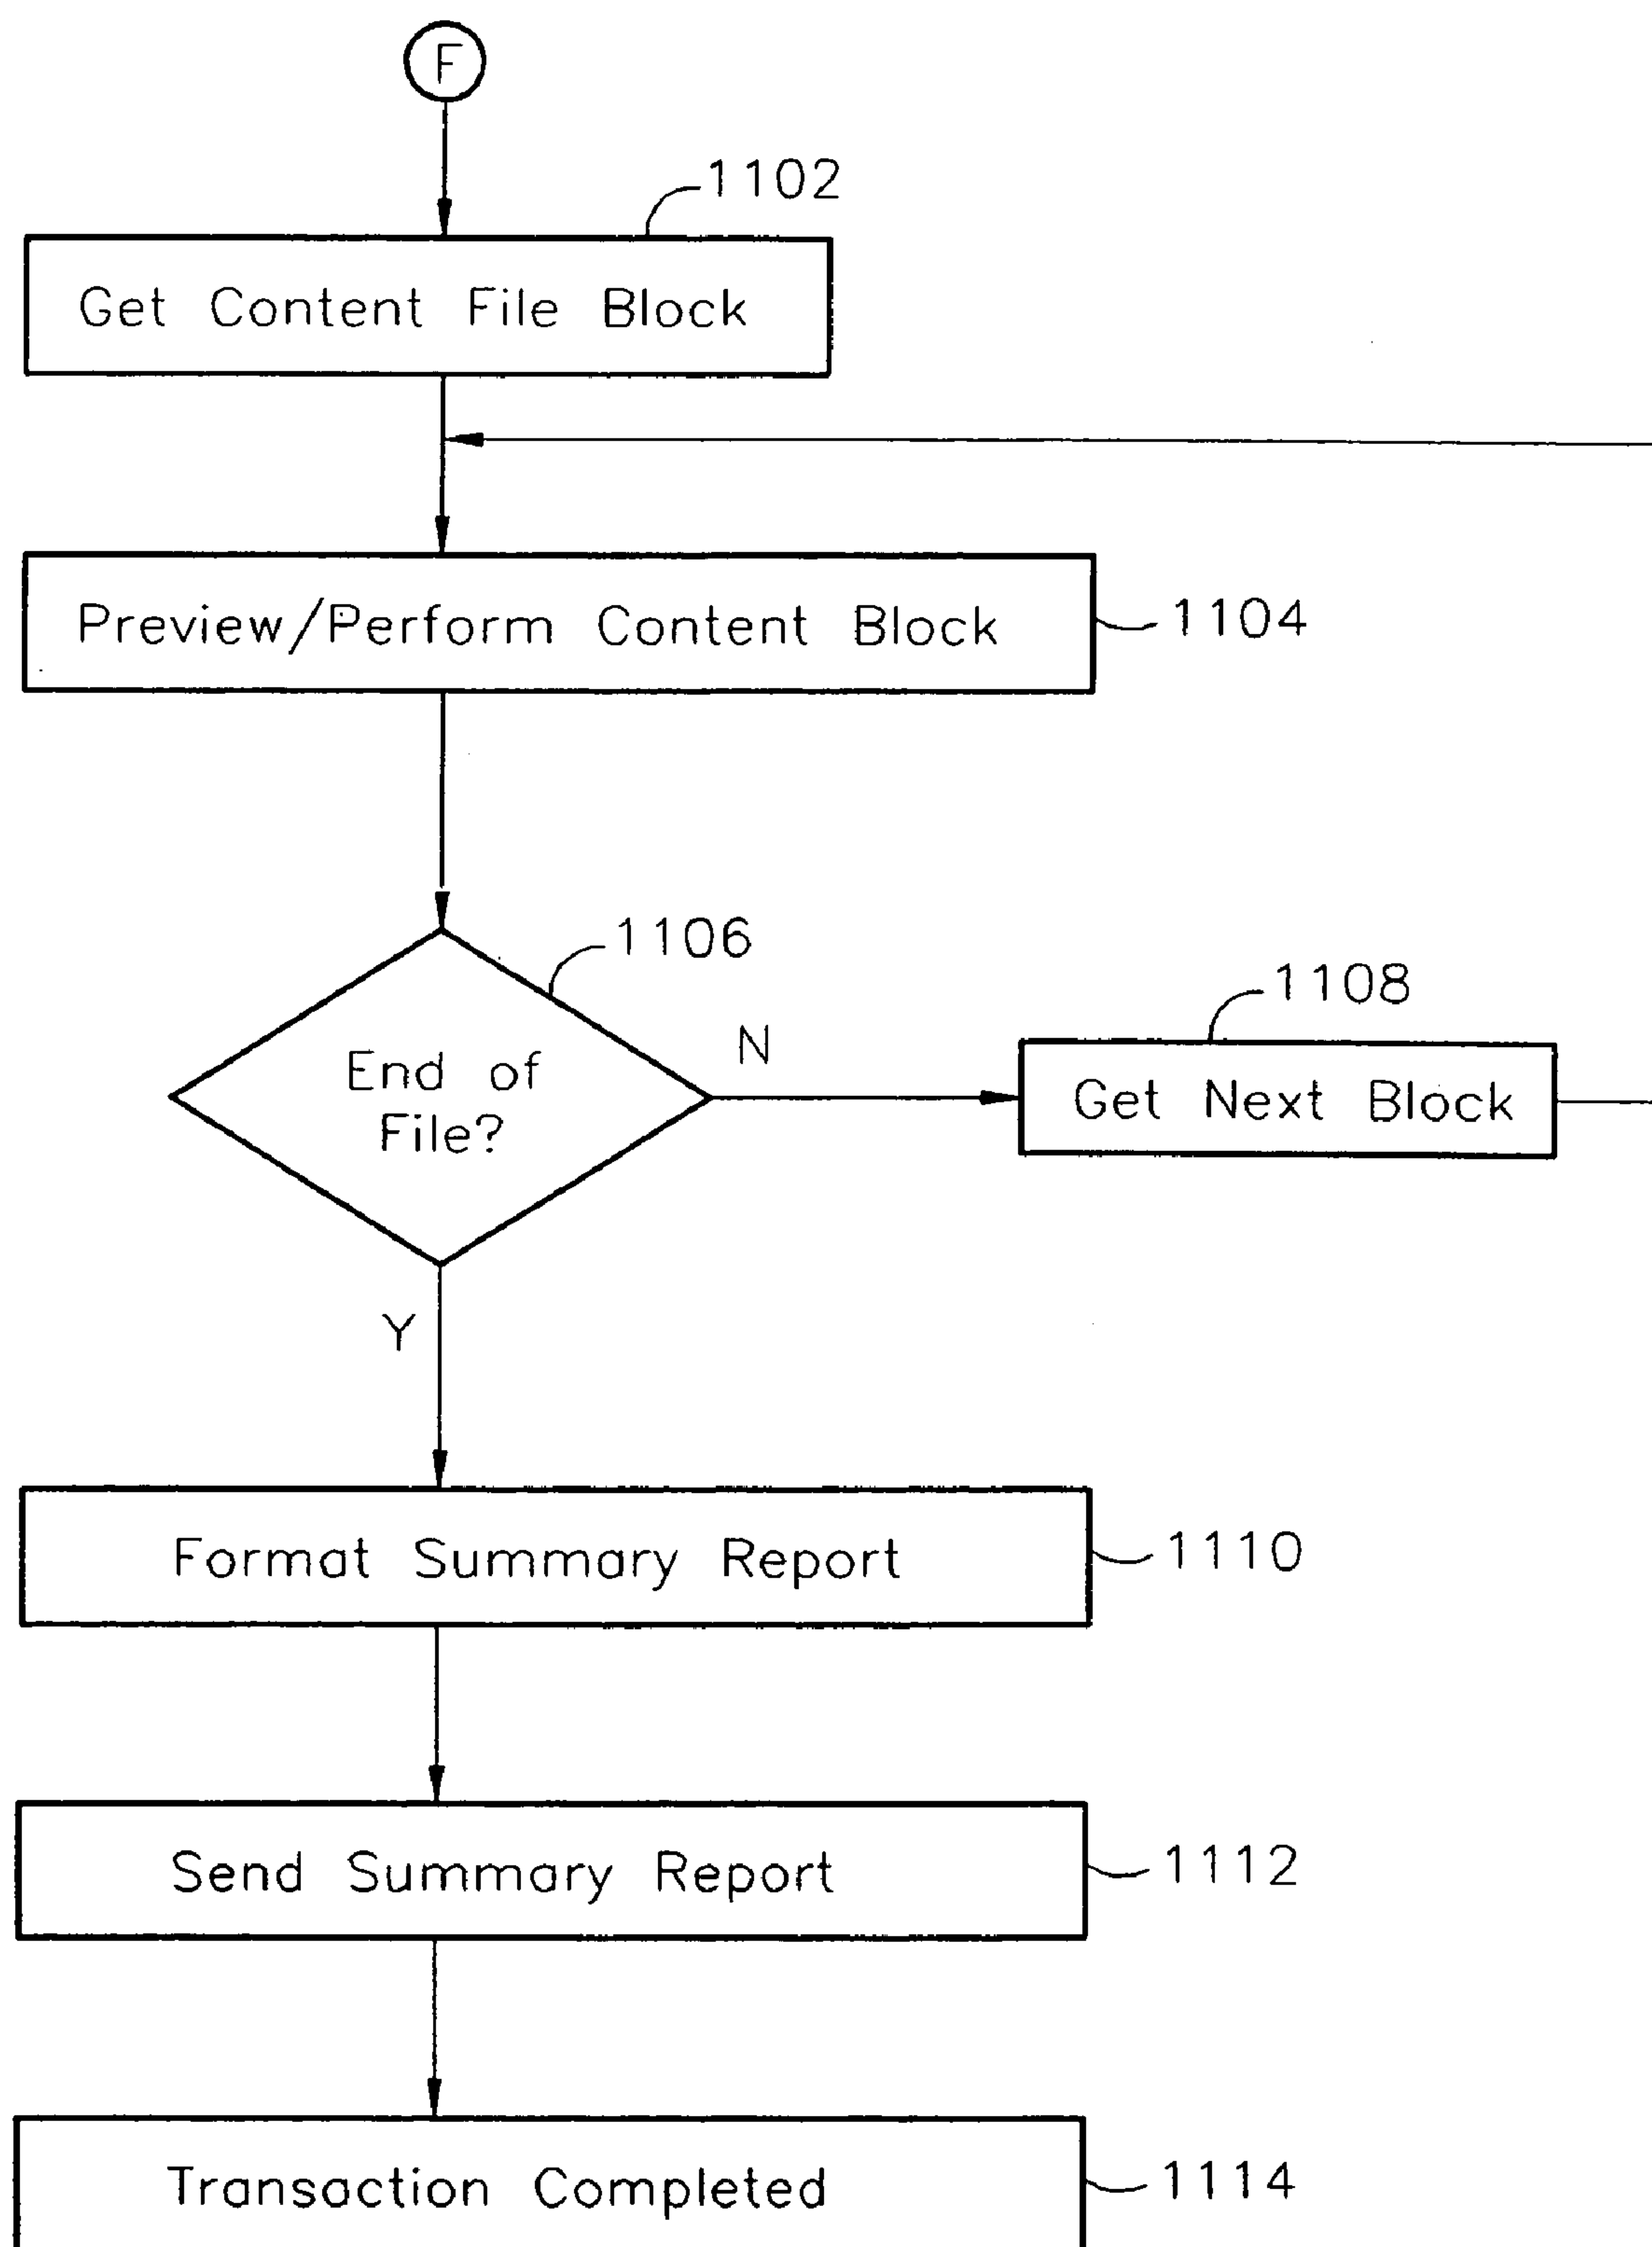 F
1102
Get Content File Block
Preview/Perform Content Block
1104
1106
End of
File?
N
1108
Get Next Block
Y
Format Summary Report
1110
Send Summary Report
1112
Transaction Completed
1114